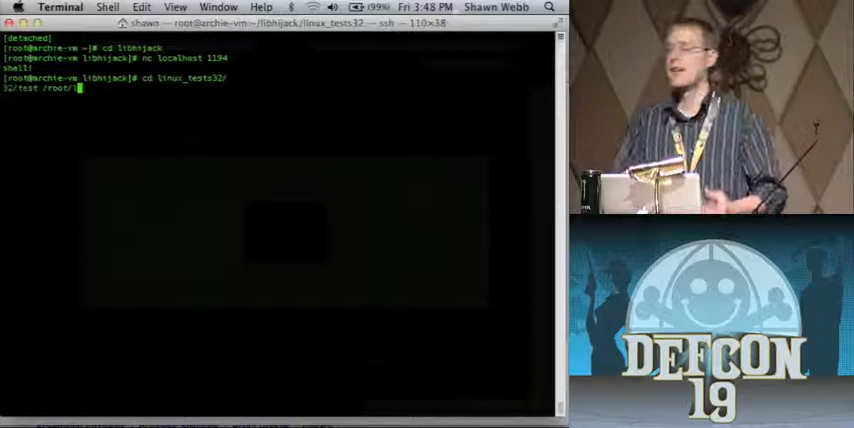 Terminal Shell Edit View Window Help (99%) Fri 3:48 PM Shawn Webb
shawn — root@archie-vm:~/libhijack/linux_tests32 — ssh — 110×38
[detached]
[root@archie-vm ~]# cd libhijack
[root@archie-vm libhijack]# nc localhost 1194
shell!
[root@archie-vm libhijack]# cd linux_tests32/
32/test /root/l
DEFCON
19